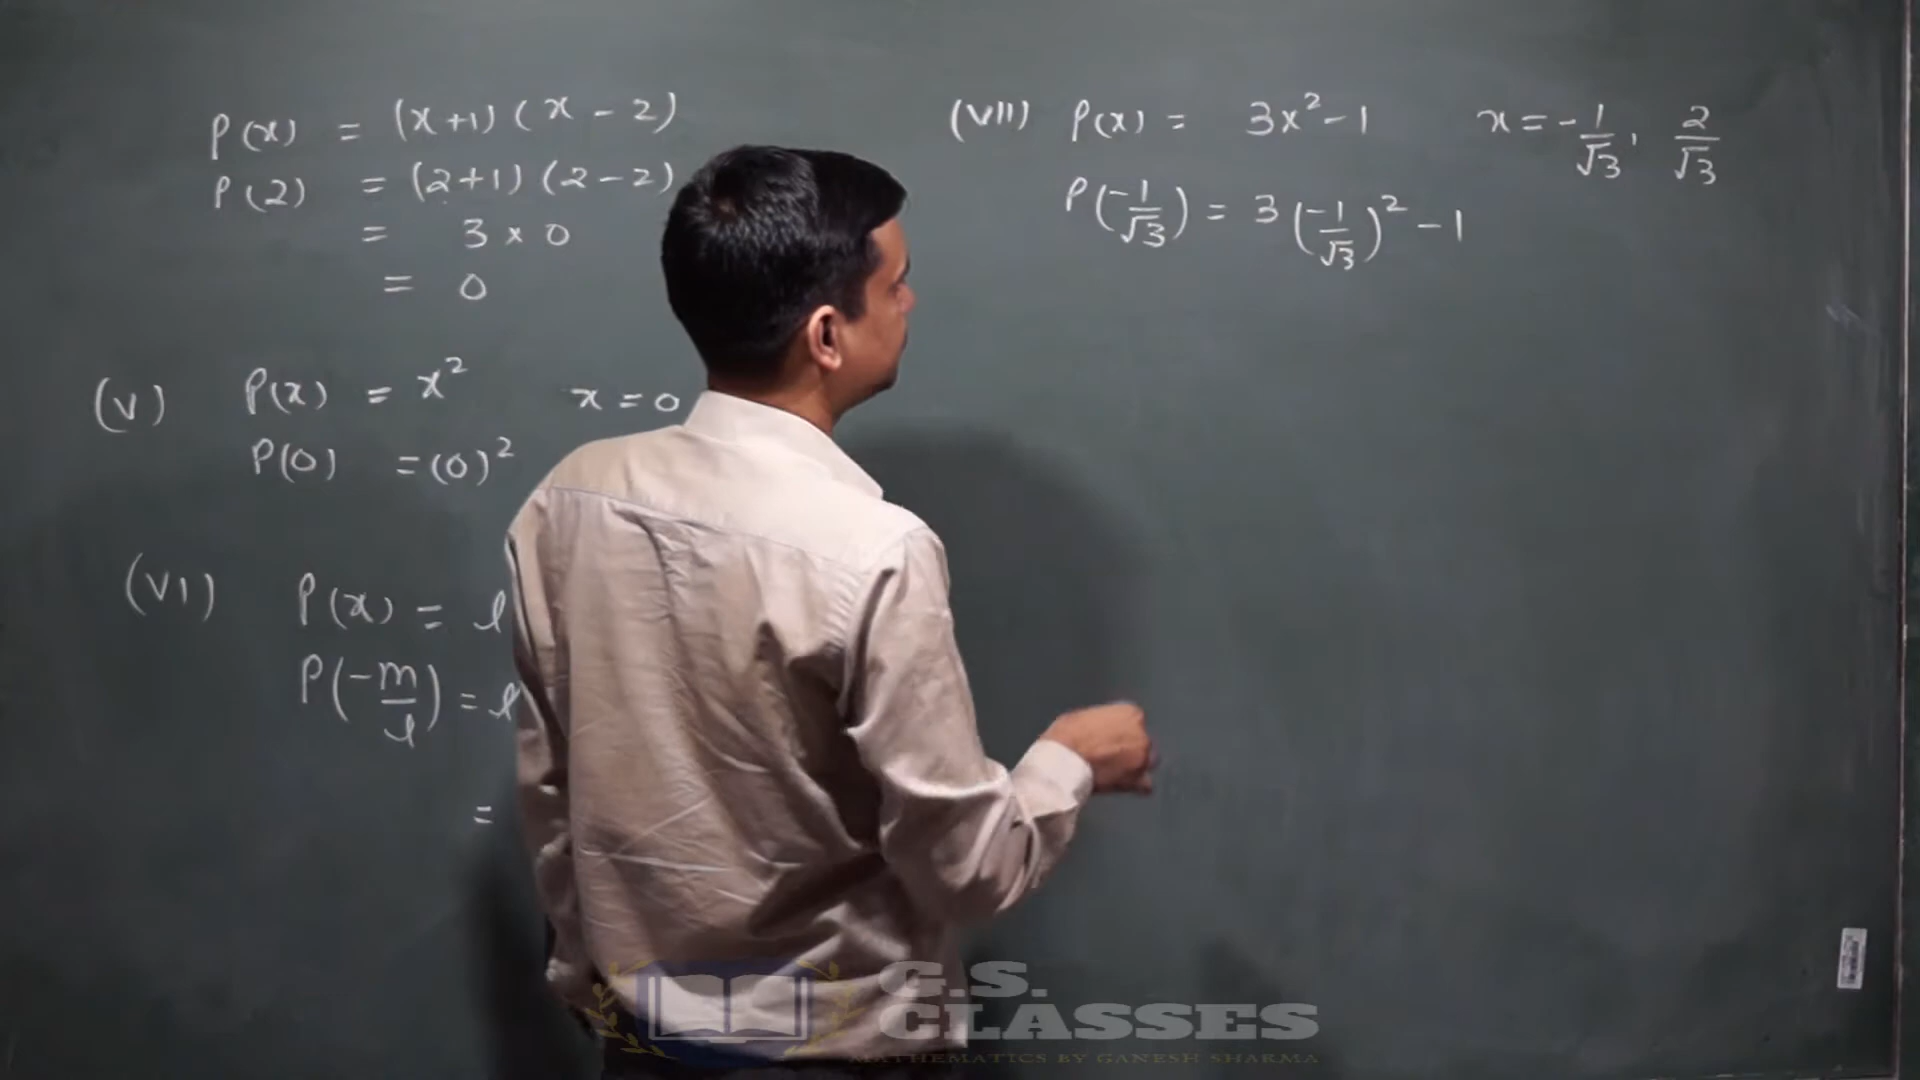 P(x) = (x+1) (x-2)
P(2) = (2+1) (2-2)
= 3 × 0
= 0
(V) P(x) = x² x=0
P(0) = (0)²
(VI) P(x) = l
P(-m/l) = l
=
(VII) P(x) = 3x²-1 x = -1/√3, 2/√3
P(-1/√3) = 3(-1/√3)² -1
G.S.
CLASSES
MATHEMATICS BY GANESH SHARMA